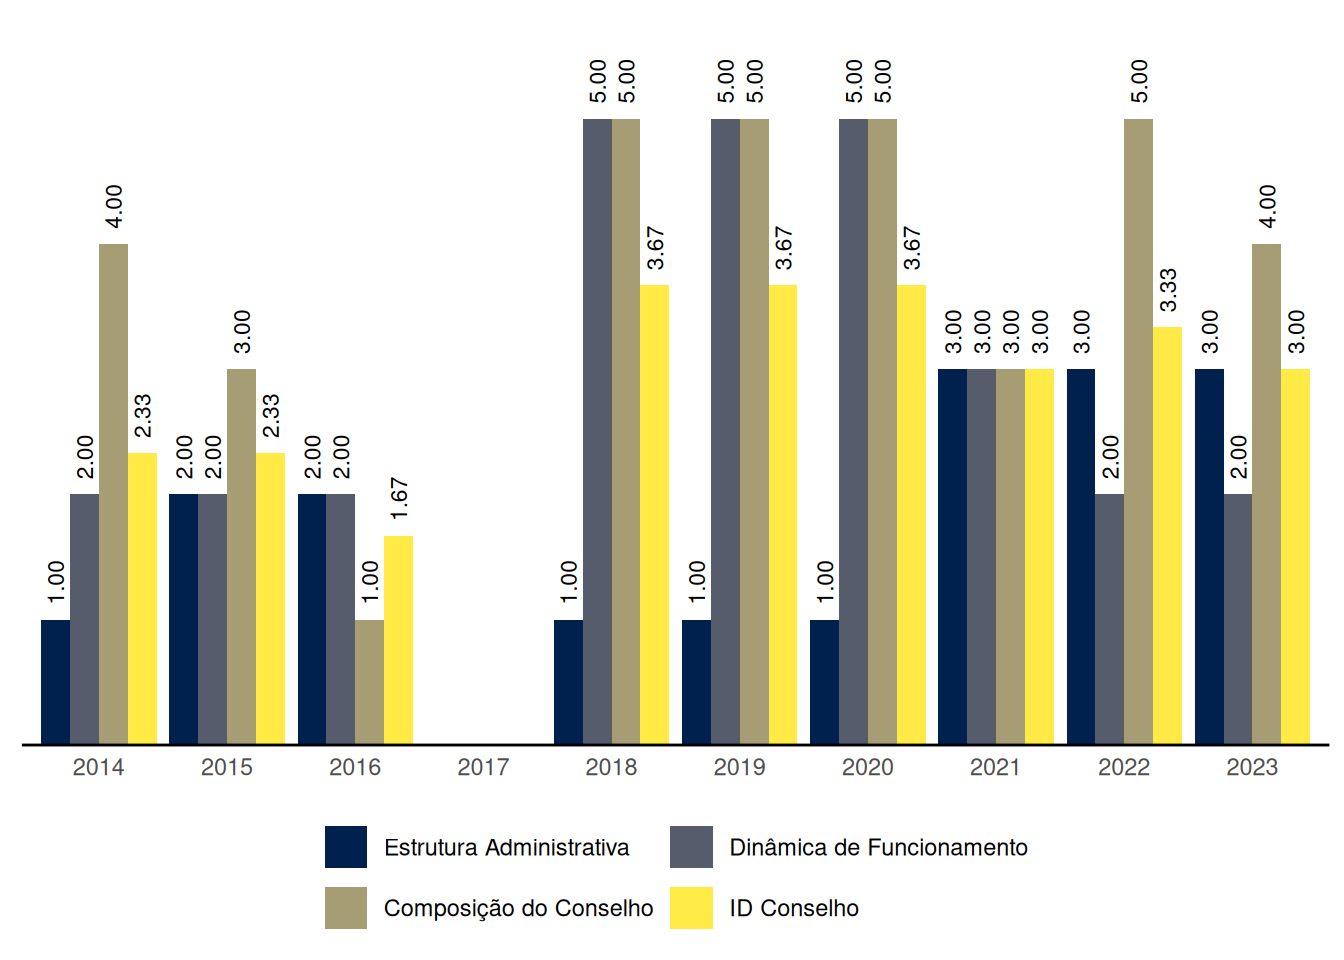 5.00 5.00 5.00 5.00 5.00 5.00 5.00
4.00 4.00
3.67 3.67 3.67
3.33
3.00 3.00 3.00 3.00 3.00 3.00 3.00 3.00
2.33 2.33
2.00 2.00 2.00 2.00 2.00 2.00 2.00
1.67
1.00 1.00 1.00 1.00 1.00
2014 2015 2016 2017 2018 2019 2020 2021 2022 2023
Estrutura Administrativa Dinâmica de Funcionamento
Composição do Conselho ID Conselho